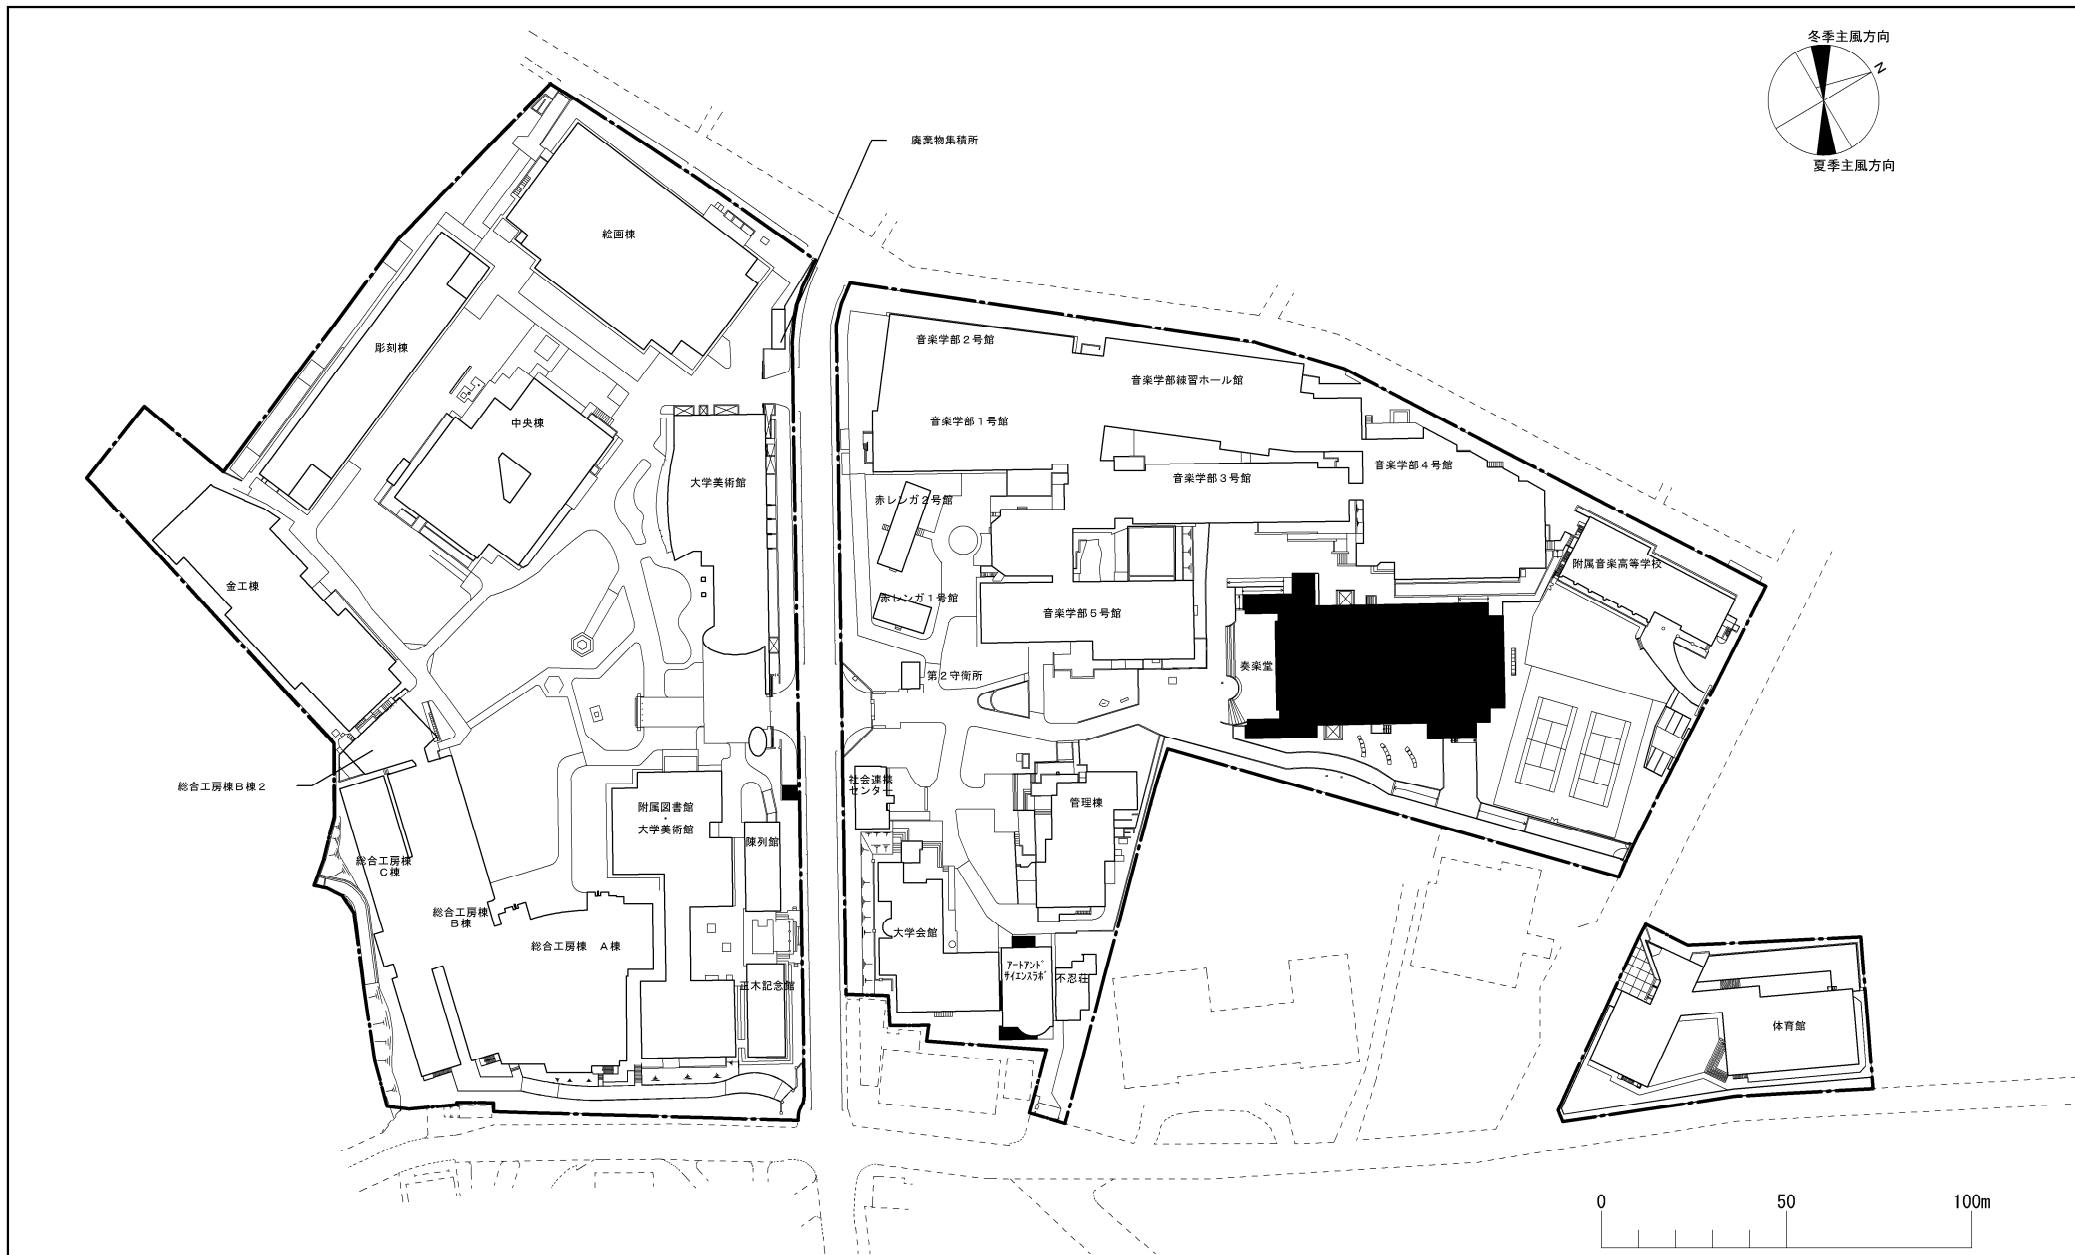 冬季主風方向
N
夏季主風方向
廃棄物集積所
絵画棟
彫刻棟
中央棟
大学美術館
金工棟
総合工房棟B棟2
総合工房棟
C棟
総合工房棟
B棟
総合工房棟 A棟
附属図書館
・
大学美術館
陳列館
正木記念館
音楽学部2号館
音楽学部練習ホール館
音楽学部1号館
音楽学部3号館
音楽学部4号館
赤レンガ2号館
赤レンガ1号館
音楽学部5号館
附属音楽高等学校
奏楽堂
第2守衛所
社会連携
センター
管理棟
大学会館
アートアンド
サイエンスラボ
不忍荘
体育館
0 50 100m